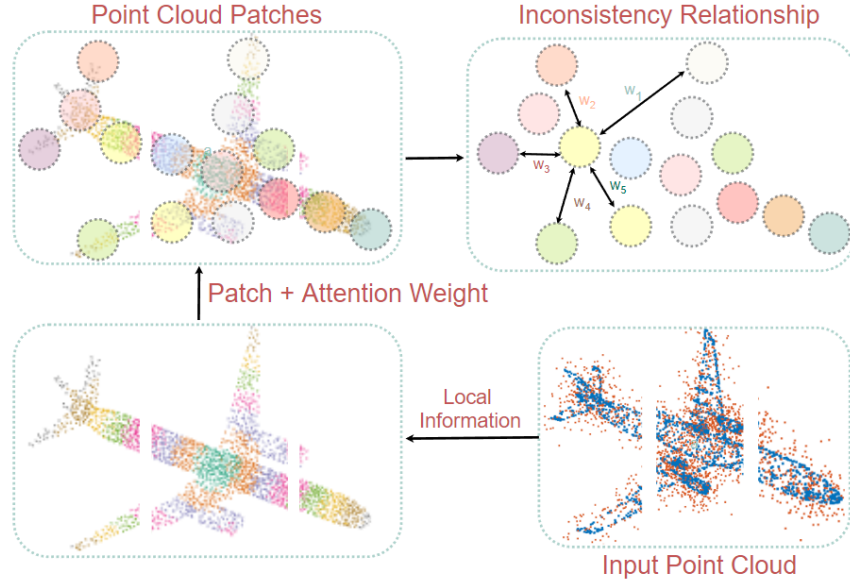 Point Cloud Patches
Inconsistency Relationship
a
w1
w2
w3
w4
w5
Patch + Attention Weight
Local
Information
Input Point Cloud